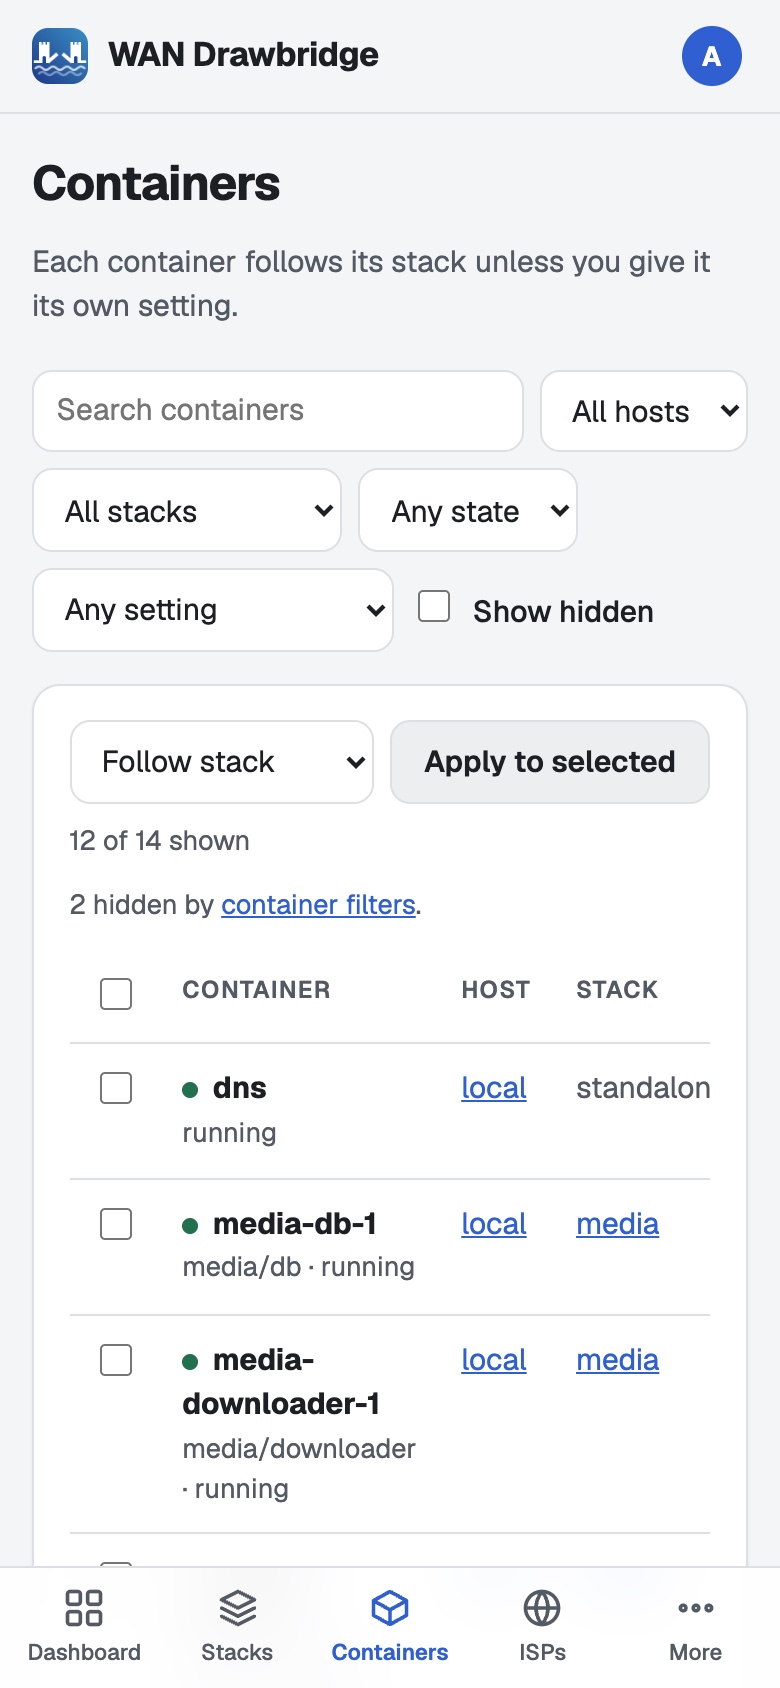 WAN Drawbridge
A
Containers
Each container follows its stack unless you give it
its own setting.
Search containers
All hosts
All stacks
Any state
Any setting
Show hidden
Follow stack
Apply to selected
12 of 14 shown
2 hidden by container filters.
CONTAINER HOST STACK
dns local standalon
running
media-db-1 local media
media/db · running
media- local media
downloader-1
media/downloader
· running
Dashboard
Stacks
Containers
ISPs
More